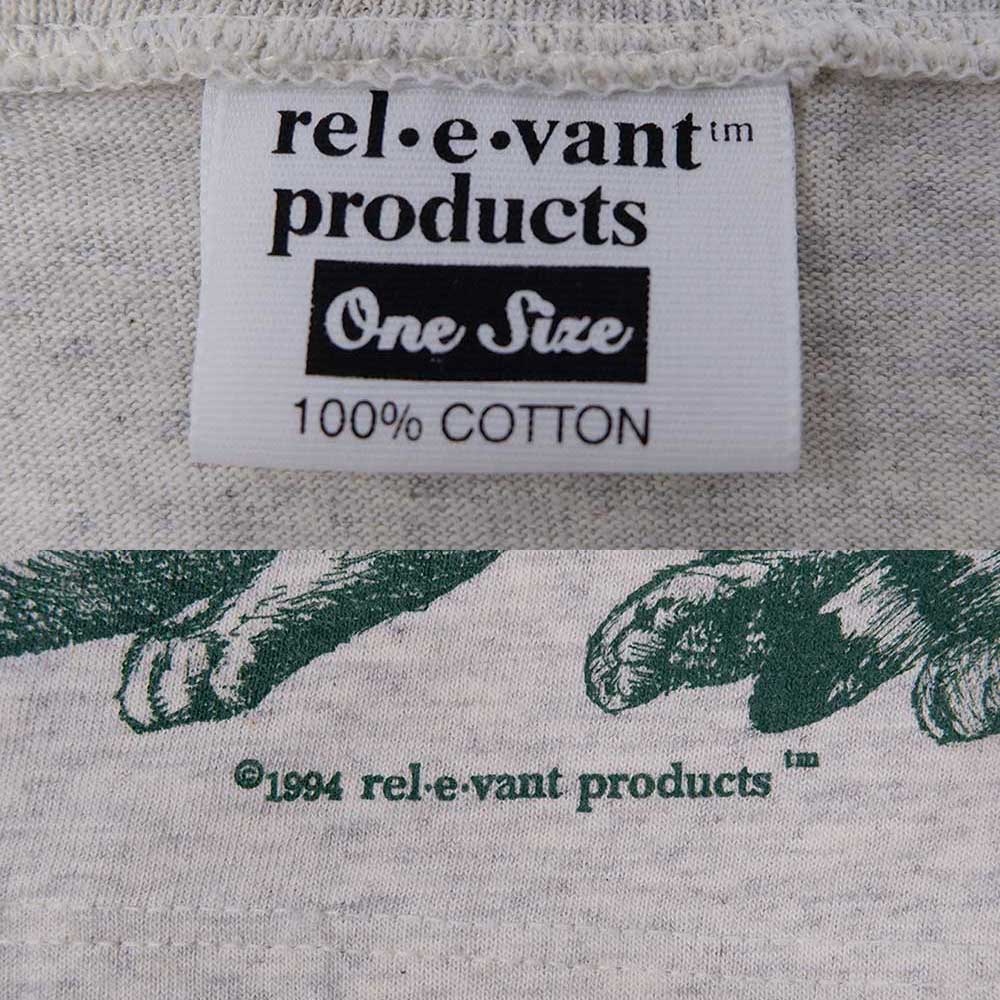 rel•e•vant™
products
One Size
100% COTTON
©1994 rel•e•vant products™